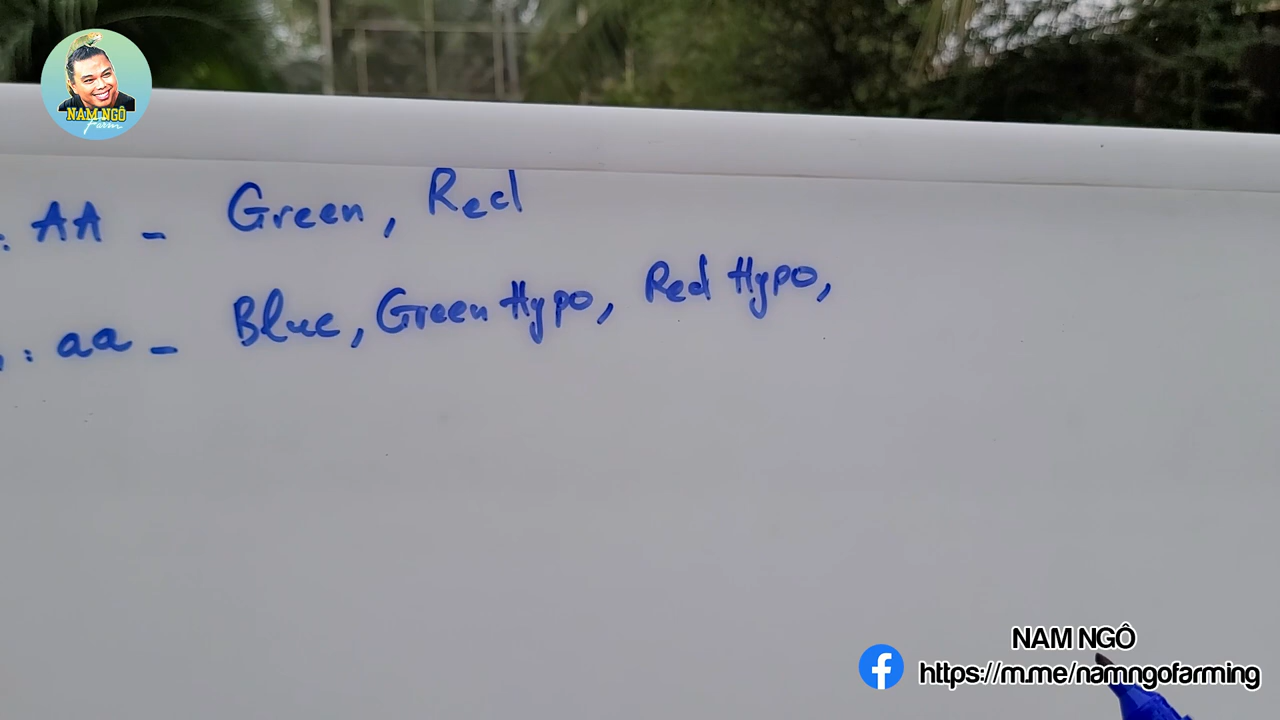 NAM NGÔ
Farm
: AA - Green, Red
: aa - Blue, Green Hypo, Red Hypo,
NAM NGÔ
https://m.me/namngofarming